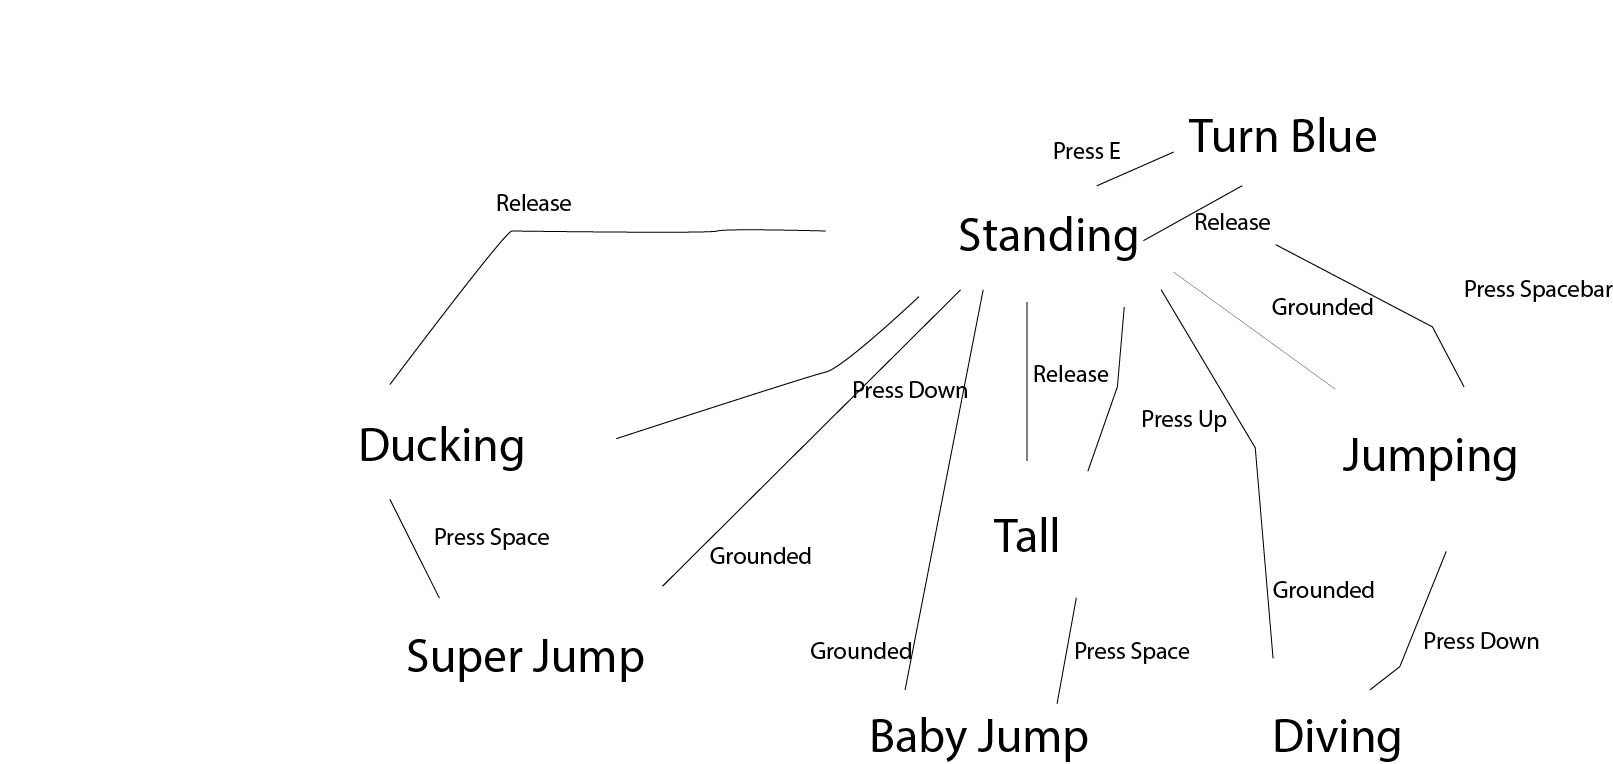 Turn Blue
Press E
Release
Release
Standing
Press Spacebar
Grounded
Release
Press Down
Press Up
Ducking
Jumping
Press Space
Tall
Grounded
Grounded
Press Down
Grounded
Press Space
Super Jump
Baby Jump
Diving